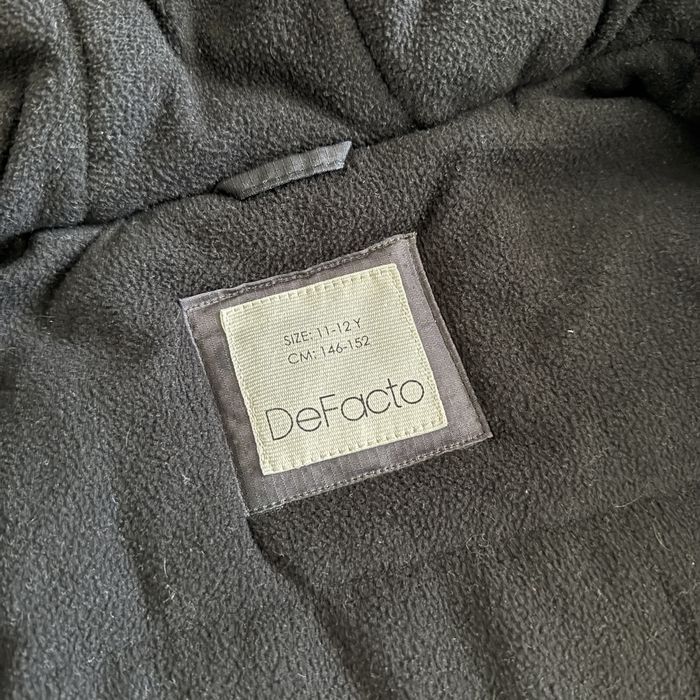 SIZE: 11-12 Y
CM: 146-152
DeFacto